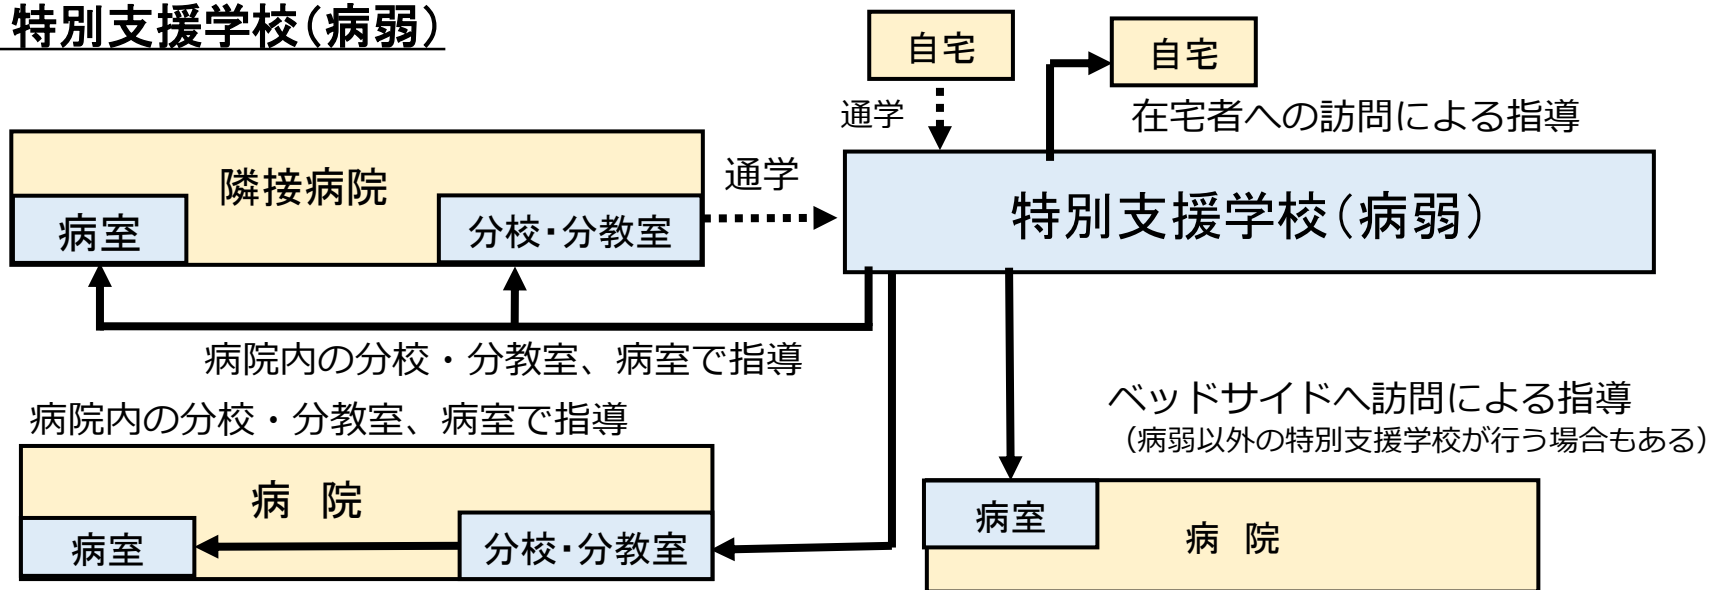 特別支援学校（病弱）
自宅
自宅
通学
在宅者への訪問による指導
隣接病院
通学
病室
分校・分教室
特別支援学校（病弱）
病院内の分校・分教室、病室で指導
病院内の分校・分教室、病室で指導
ベッドサイドへ訪問による指導
（病弱以外の特別支援学校が行う場合もある）
病　院
病室
分校・分教室
病室
病　院